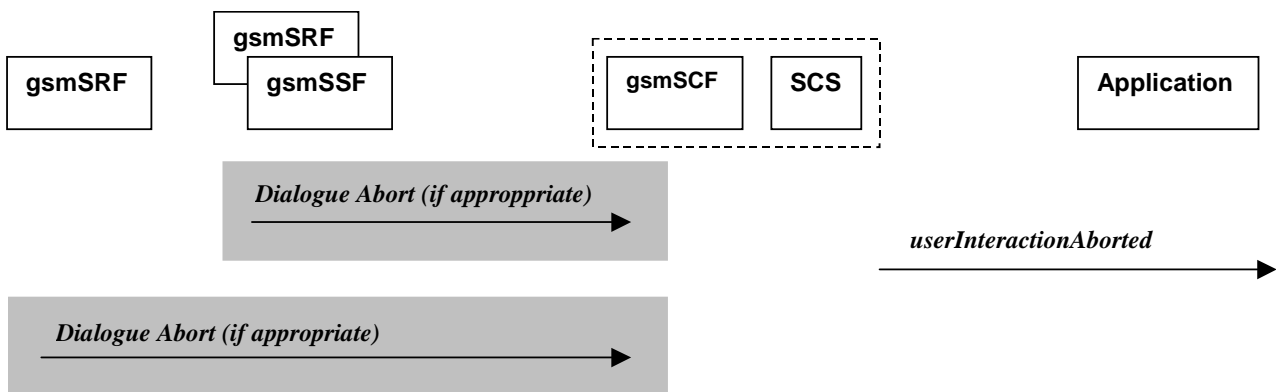 gsmSRF
gsmSRF
gsmSSF
gsmSCF
SCS
Application
Dialogue Abort (if approppriate)
userInteractionAborted
Dialogue Abort (if appropriate)